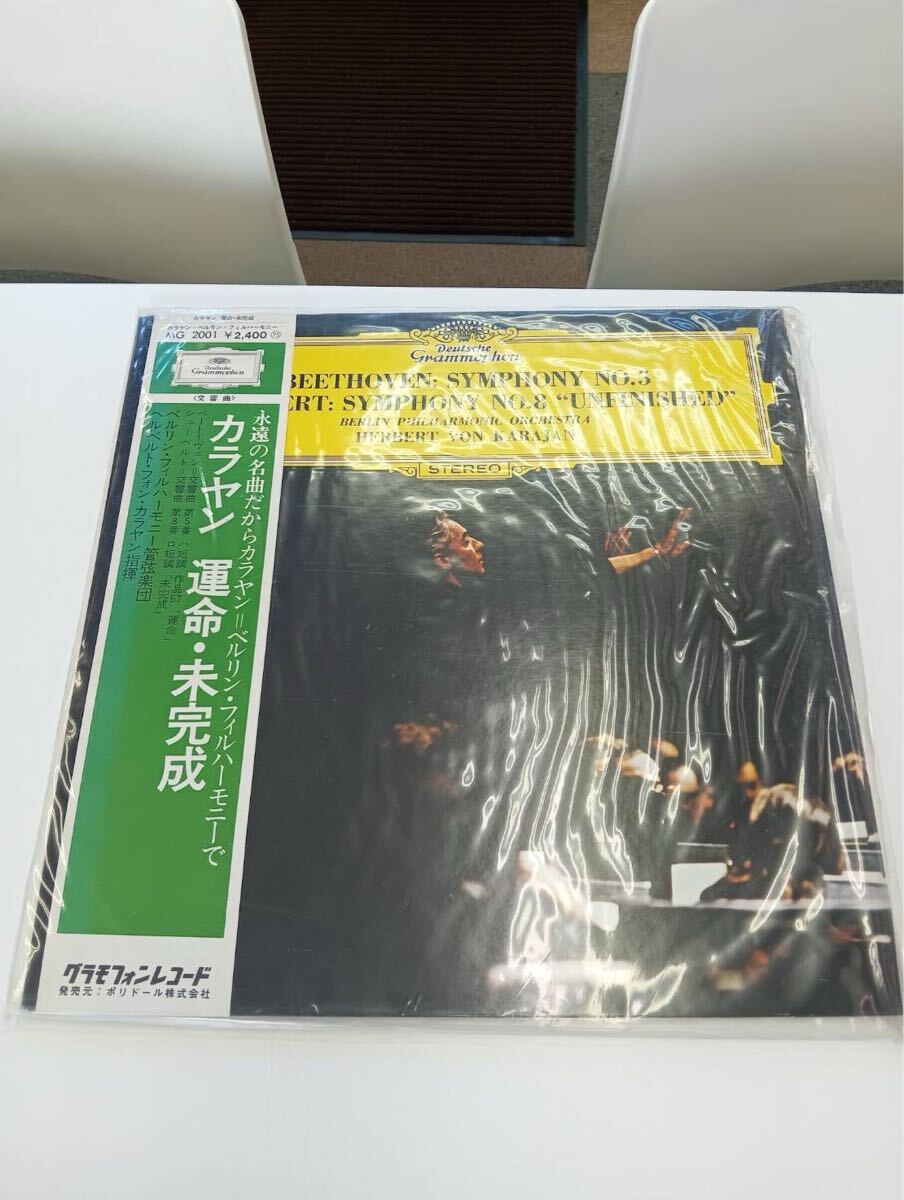 カラヤン 運命・未完成
カラヤン＝ベルリン・フィルハーモニー
MG 2001 ¥2,400 ㊄
Deutsche
Grammophon
〈交響曲〉
永遠の名曲だからカラヤン＝ベルリン・フィルハーモニーで
カラヤン 運命・未完成
ベートーヴェン＝交響曲 第5番 ハ短調 作品67「運命」
シューベルト＝交響曲 第8番 ロ短調「未完成」
ベルリン・フィルハーモニー管弦楽団
ヘルベルト・フォン・カラヤン指揮
グラモフォンレコード
発売元：ポリドール株式会社
Deutsche
Grammophon
BEETHOVEN: SYMPHONY NO.5
ERT: SYMPHONY NO.8 “UNFINISHED”
BERLIN PHILHARMONIC ORCHESTRA
HERBERT VON KARAJAN
STEREO